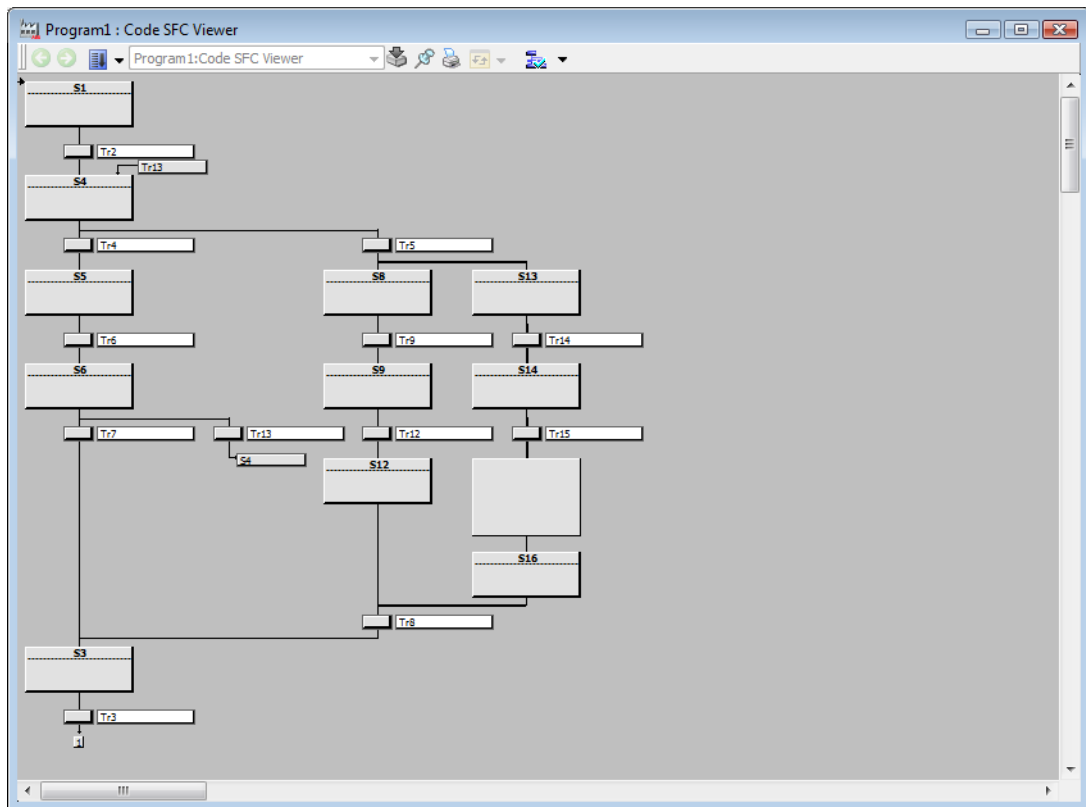 Program1 : Code SFC Viewer
Program1:Code SFC Viewer
S1
Tr2
Tr13
S4
Tr4
Tr5
S5
S8
S13
Tr6
Tr9
Tr14
S6
S9
S14
Tr7
Tr13
Tr12
Tr15
S4
S12
S16
Tr8
S3
Tr3
1